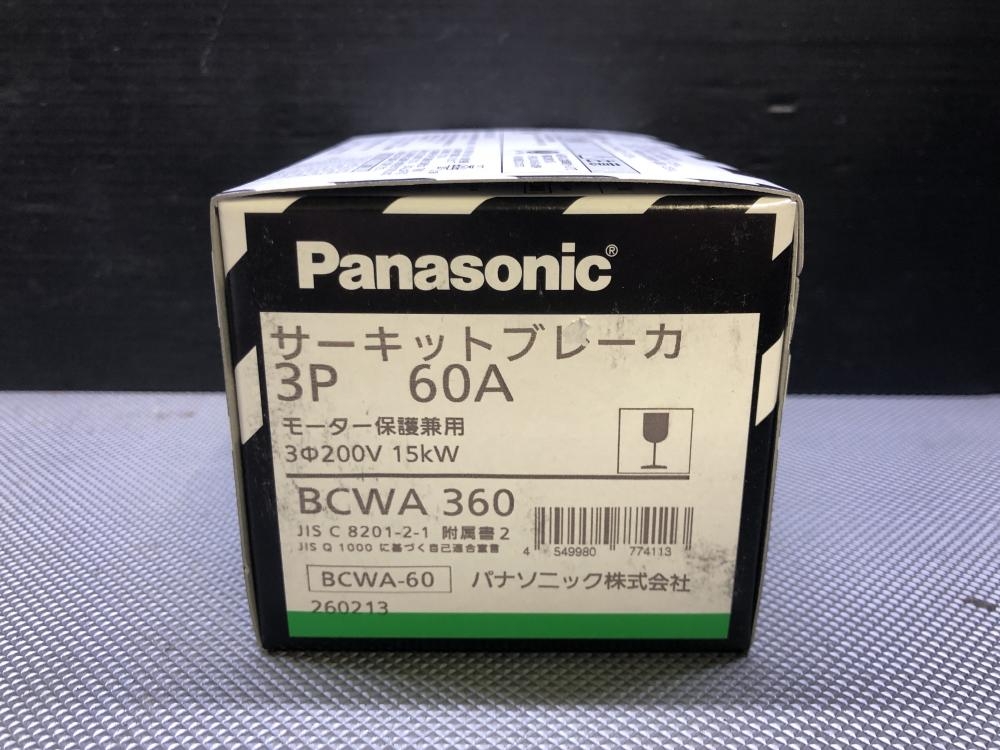 Panasonic®
サーキットブレーカ
3P 60A
モーター保護兼用
3Φ200V 15kW
BCWA 360
JIS C 8201-2-1 附属書2
JIS Q 1000 に基づく自己適合宣言
4 549980 774113
BCWA-60 パナソニック株式会社
260213